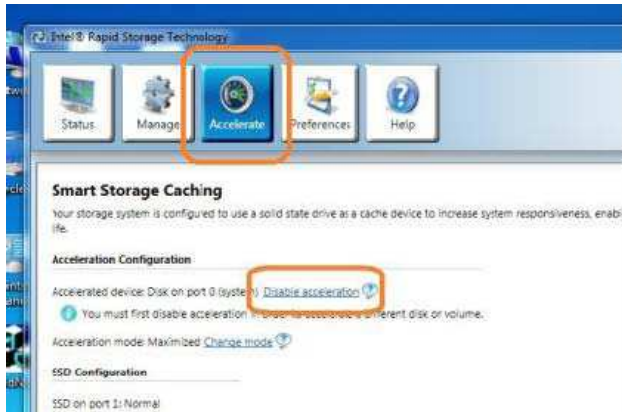 Intel® Rapid Storage Technology
Status Manage Accelerate Preferences Help
Smart Storage Caching
Your storage system is configured to use a solid state drive as a cache device to increase system responsiveness, enabl
life.
Acceleration Configuration
Accelerated device: Disk on port 0 (system) Disable acceleration
You must first disable acceleration in order to accelerate a different disk or volume.
Acceleration mode: Maximized Change mode
SSD Configuration
SSD on port 1: Normal